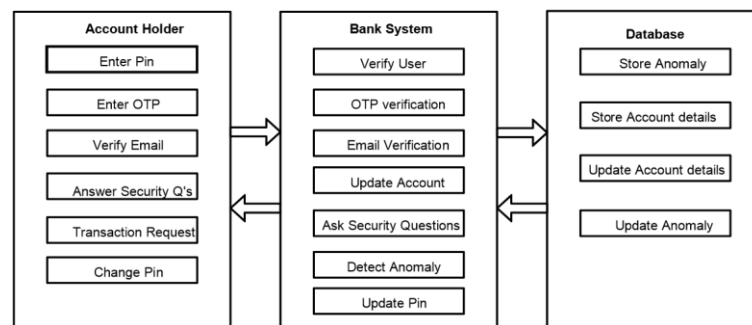 Account Holder
Enter Pin
Enter OTP
Verify Email
Answer Security Q's
Transaction Request
Change Pin
Bank System
Verify User
OTP verification
Email Verification
Update Account
Ask Security Questions
Detect Anomaly
Update Pin
Database
Store Anomaly
Store Account details
Update Account details
Update Anomaly